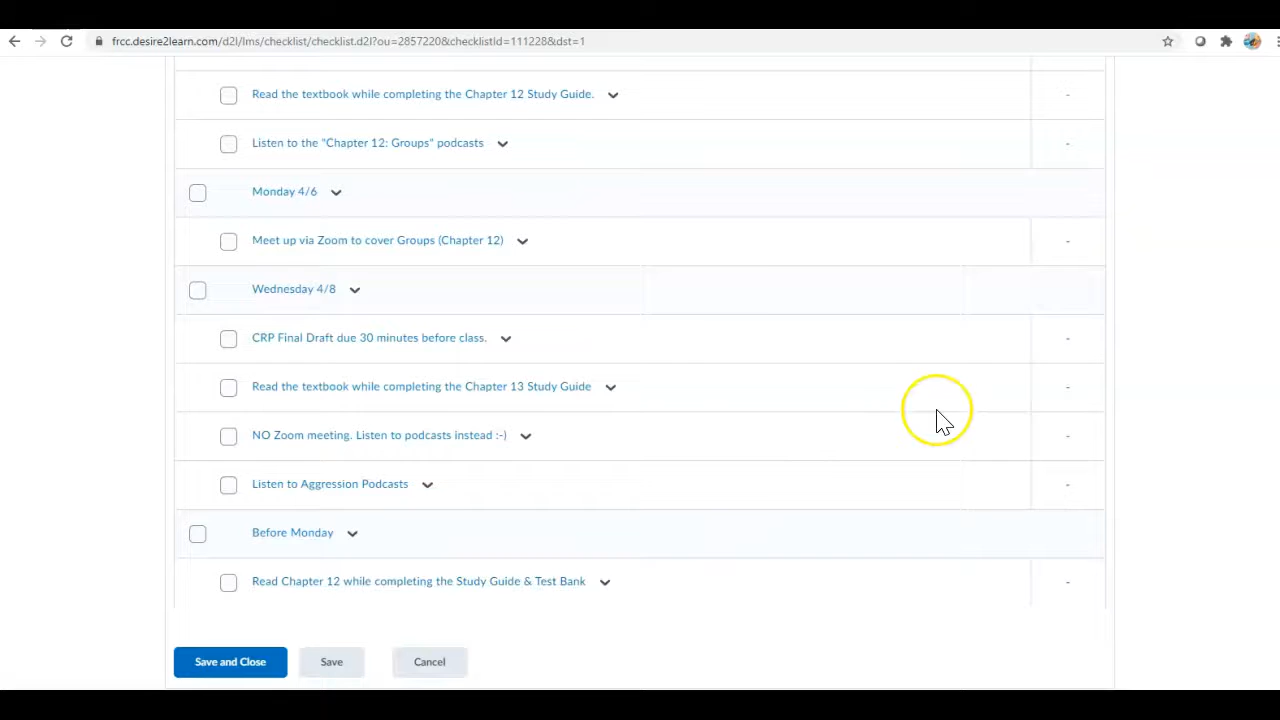 frcc.desire2learn.com/d2l/lms/checklist/checklist.d2l?ou=2857220&checklistId=111228&dst=1
Read the textbook while completing the Chapter 12 Study Guide. -
Listen to the "Chapter 12: Groups" podcasts -
Monday 4/6
Meet up via Zoom to cover Groups (Chapter 12) -
Wednesday 4/8
CRP Final Draft due 30 minutes before class. -
Read the textbook while completing the Chapter 13 Study Guide -
NO Zoom meeting. Listen to podcasts instead :-) -
Listen to Aggression Podcasts -
Before Monday
Read Chapter 12 while completing the Study Guide & Test Bank -
Save and Close Save Cancel